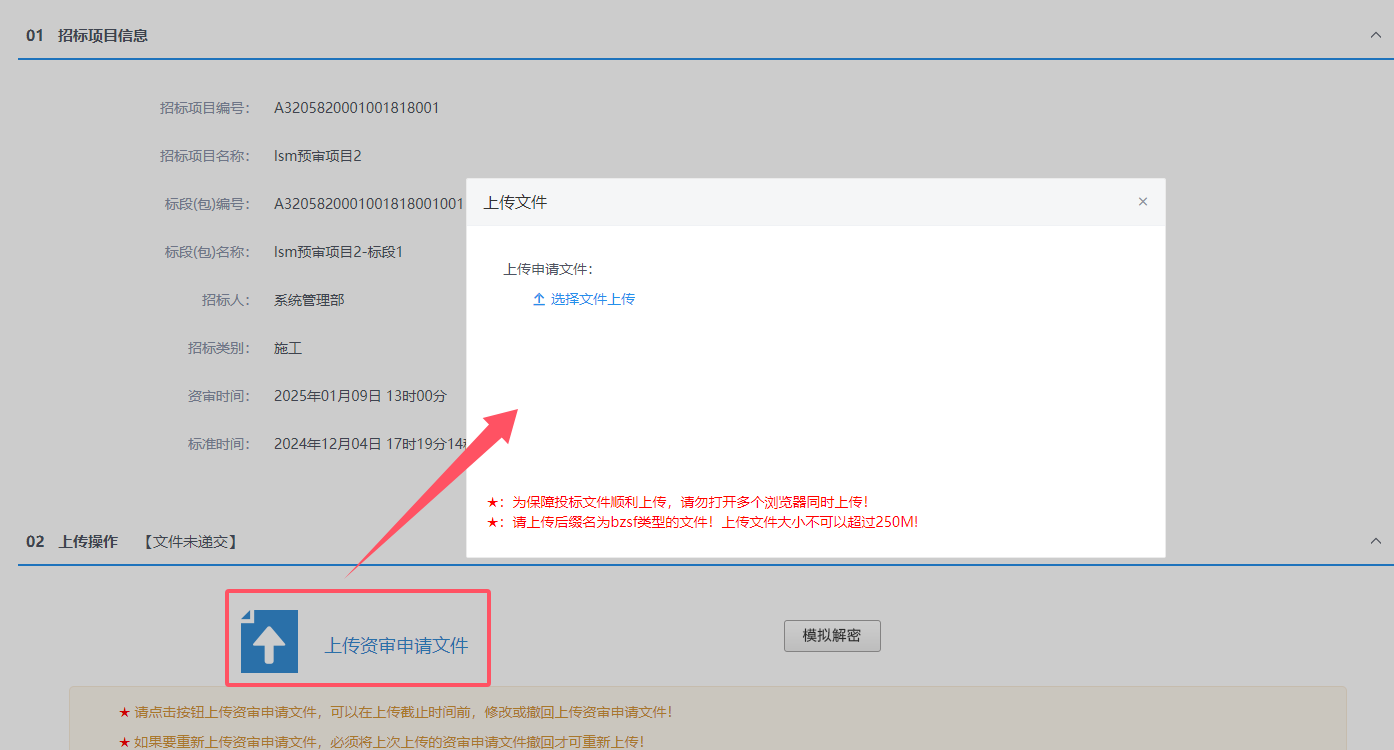 01 招标项目信息
招标项目编号： A3205820001001818001
招标项目名称： lsm预审项目2
标段(包)编号： A3205820001001818001001
标段(包)名称： lsm预审项目2-标段1
招标人： 系统管理部
招标类别： 施工
资审时间： 2025年01月09日 13时00分
标准时间： 2024年12月04日 17时19分14
上传文件 ×
上传申请文件：
选择文件上传
★：为保障投标文件顺利上传，请勿打开多个浏览器同时上传！
★：请上传后缀名为bzsf类型的文件！上传文件大小不可以超过250M!
02 上传操作 【文件未递交】
上传资审申请文件
模拟解密
★ 请点击按钮上传资审申请文件，可以在上传截止时间前，修改或撤回上传资审申请文件！
★ 如果要重新上传资审申请文件，必须将上次上传的资审申请文件撤回才可重新上传！